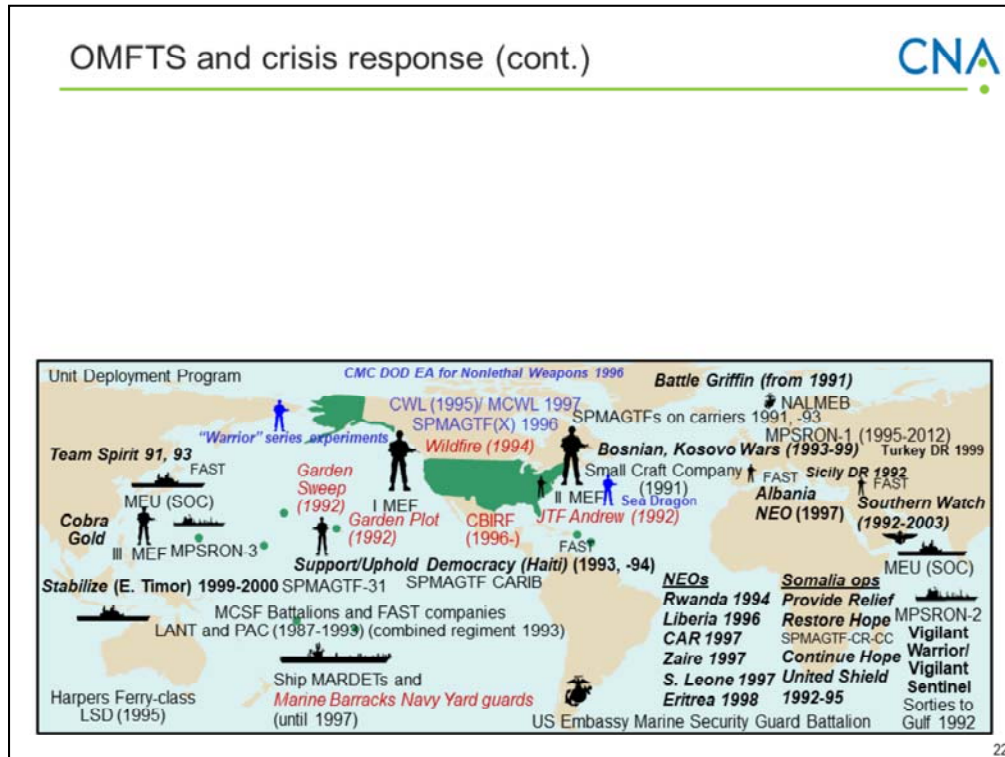 OMFTS and crisis response (cont.)
CNA
Unit Deployment Program
CMC DOD EA for Nonlethal Weapons 1996
Battle Griffin (from 1991)
NALMEB
CWL (1995)/ MCWL 1997
SPMAGTF(X) 1996
SPMAGTFs on carriers 1991, -93
"Warrior" series experiments
Wildfire (1994)
Bosnian, Kosovo Wars (1993-99)
MPSRON-1 (1995-2012)
Turkey DR 1999
Team Spirit 91, 93
FAST
MEU (SOC)
Garden
Sweep
(1992)
I MEF
Garden Plot
(1992)
CBIRF
(1996-)
II MEF
Small Craft Company
(1991)
Sea Dragon
JTF Andrew (1992)
FAST
FAST
Sicily DR 1992
FAST
Albania
NEO (1997)
Southern Watch
(1992-2003)
MEU (SOC)
Cobra
Gold
III MEF
MPSRON-3
Support/Uphold Democracy (Haiti) (1993, -94)
Stabilize (E. Timor) 1999-2000
SPMAGTF-31
SPMAGTF CARIB
MCSF Battalions and FAST companies
LANT and PAC (1987-1993) (combined regiment 1993)
Ship MARDETs and
Marine Barracks Navy Yard guards
(until 1997)
Harpers Ferry-class
LSD (1995)
NEOs
Rwanda 1994
Liberia 1996
CAR 1997
Zaire 1997
S. Leone 1997
Eritrea 1998
Somalia ops
Provide Relief
Restore Hope
SPMAGTF-CR-CC
Continue Hope
United Shield
1992-95
MPSRON-2
Vigilant
Warrior/
Vigilant
Sentinel
Sorties to
Gulf 1992
US Embassy Marine Security Guard Battalion
22